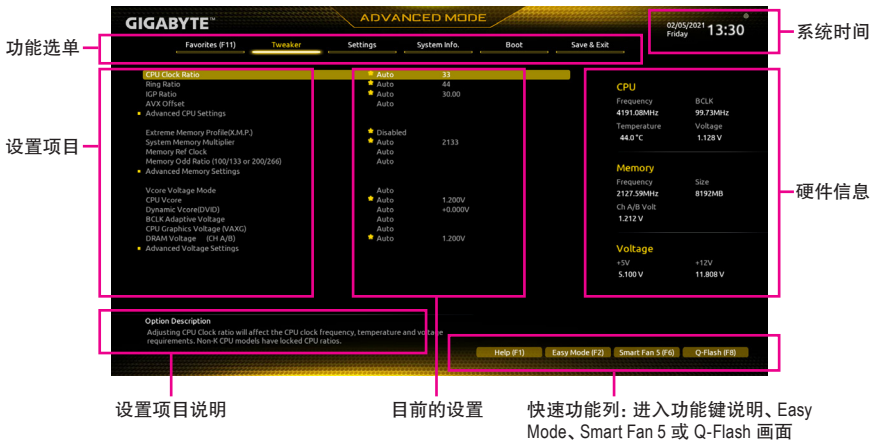 GIGABYTE™
ADVANCED MODE
02/05/2021 13:30
Friday
系统时间
功能选单
Favorites (F11) Tweaker Settings System Info. Boot Save & Exit
CPU Clock Ratio Auto 33
Ring Ratio Auto 44
IGP Ratio Auto 30.00
AVX Offset Auto
Advanced CPU Settings
Extreme Memory Profile(X.M.P.) Disabled
System Memory Multiplier Auto 2133
Memory Ref Clock Auto
Memory Odd Ratio (100/133 or 200/266) Auto
Advanced Memory Settings
Vcore Voltage Mode Auto
CPU Vcore Auto 1.200V
Dynamic Vcore(DVID) Auto +0.000V
BCLK Adaptive Voltage Auto
CPU Graphics Voltage (VAXG) Auto
DRAM Voltage (CH A/B) Auto 1.200V
Advanced Voltage Settings
设置项目
CPU
Frequency BCLK
4191.08MHz 99.73MHz
Temperature Voltage
44.0 °C 1.128 V
Memory
Frequency Size
2127.59MHz 8192MB
Ch A/B Volt
1.212 V
Voltage
+5V +12V
5.100 V 11.808 V
硬件信息
Option Description
Adjusting CPU Clock ratio will affect the CPU clock frequency, temperature and voltage
requirements. Non-K CPU models have locked CPU ratios.
Help (F1) Easy Mode (F2) Smart Fan 5 (F6) Q-Flash (F8)
设置项目说明
目前的设置
快速功能列: 进入功能键说明、Easy
Mode、Smart Fan 5 或 Q-Flash 画面